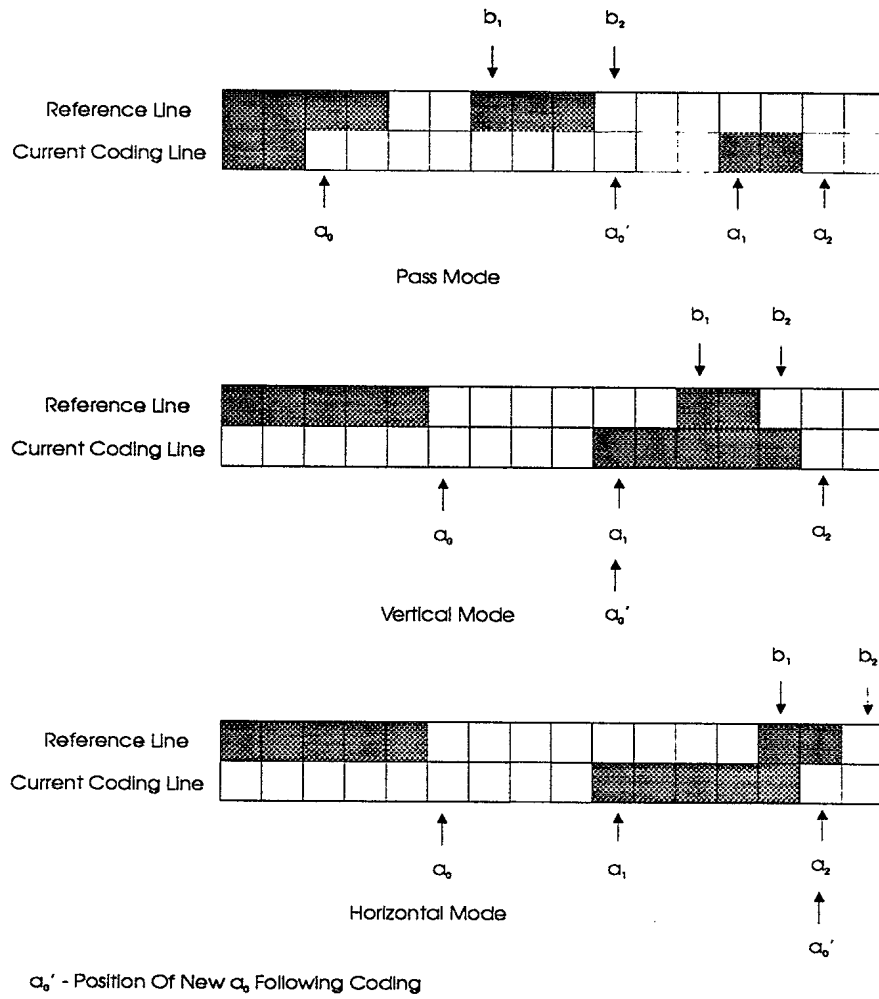 b₁ b₂
Reference Line
Current Coding Line
a₀ a₀′ a₁ a₂
Pass Mode
b₁ b₂
Reference Line
Current Coding Line
a₀ a₁ a₂
Vertical Mode a₀′
b₁ b₂
Reference Line
Current Coding Line
a₀ a₁ a₂
Horizontal Mode a₀′
a₀′ - Position Of New a₀ Following Coding